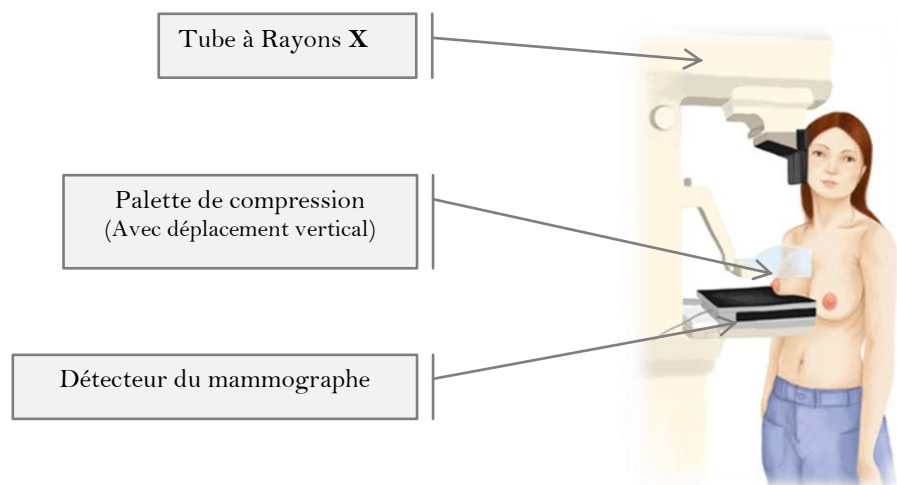 Tube à Rayons X
Palette de compression
(Avec déplacement vertical)
Détecteur du mammographe